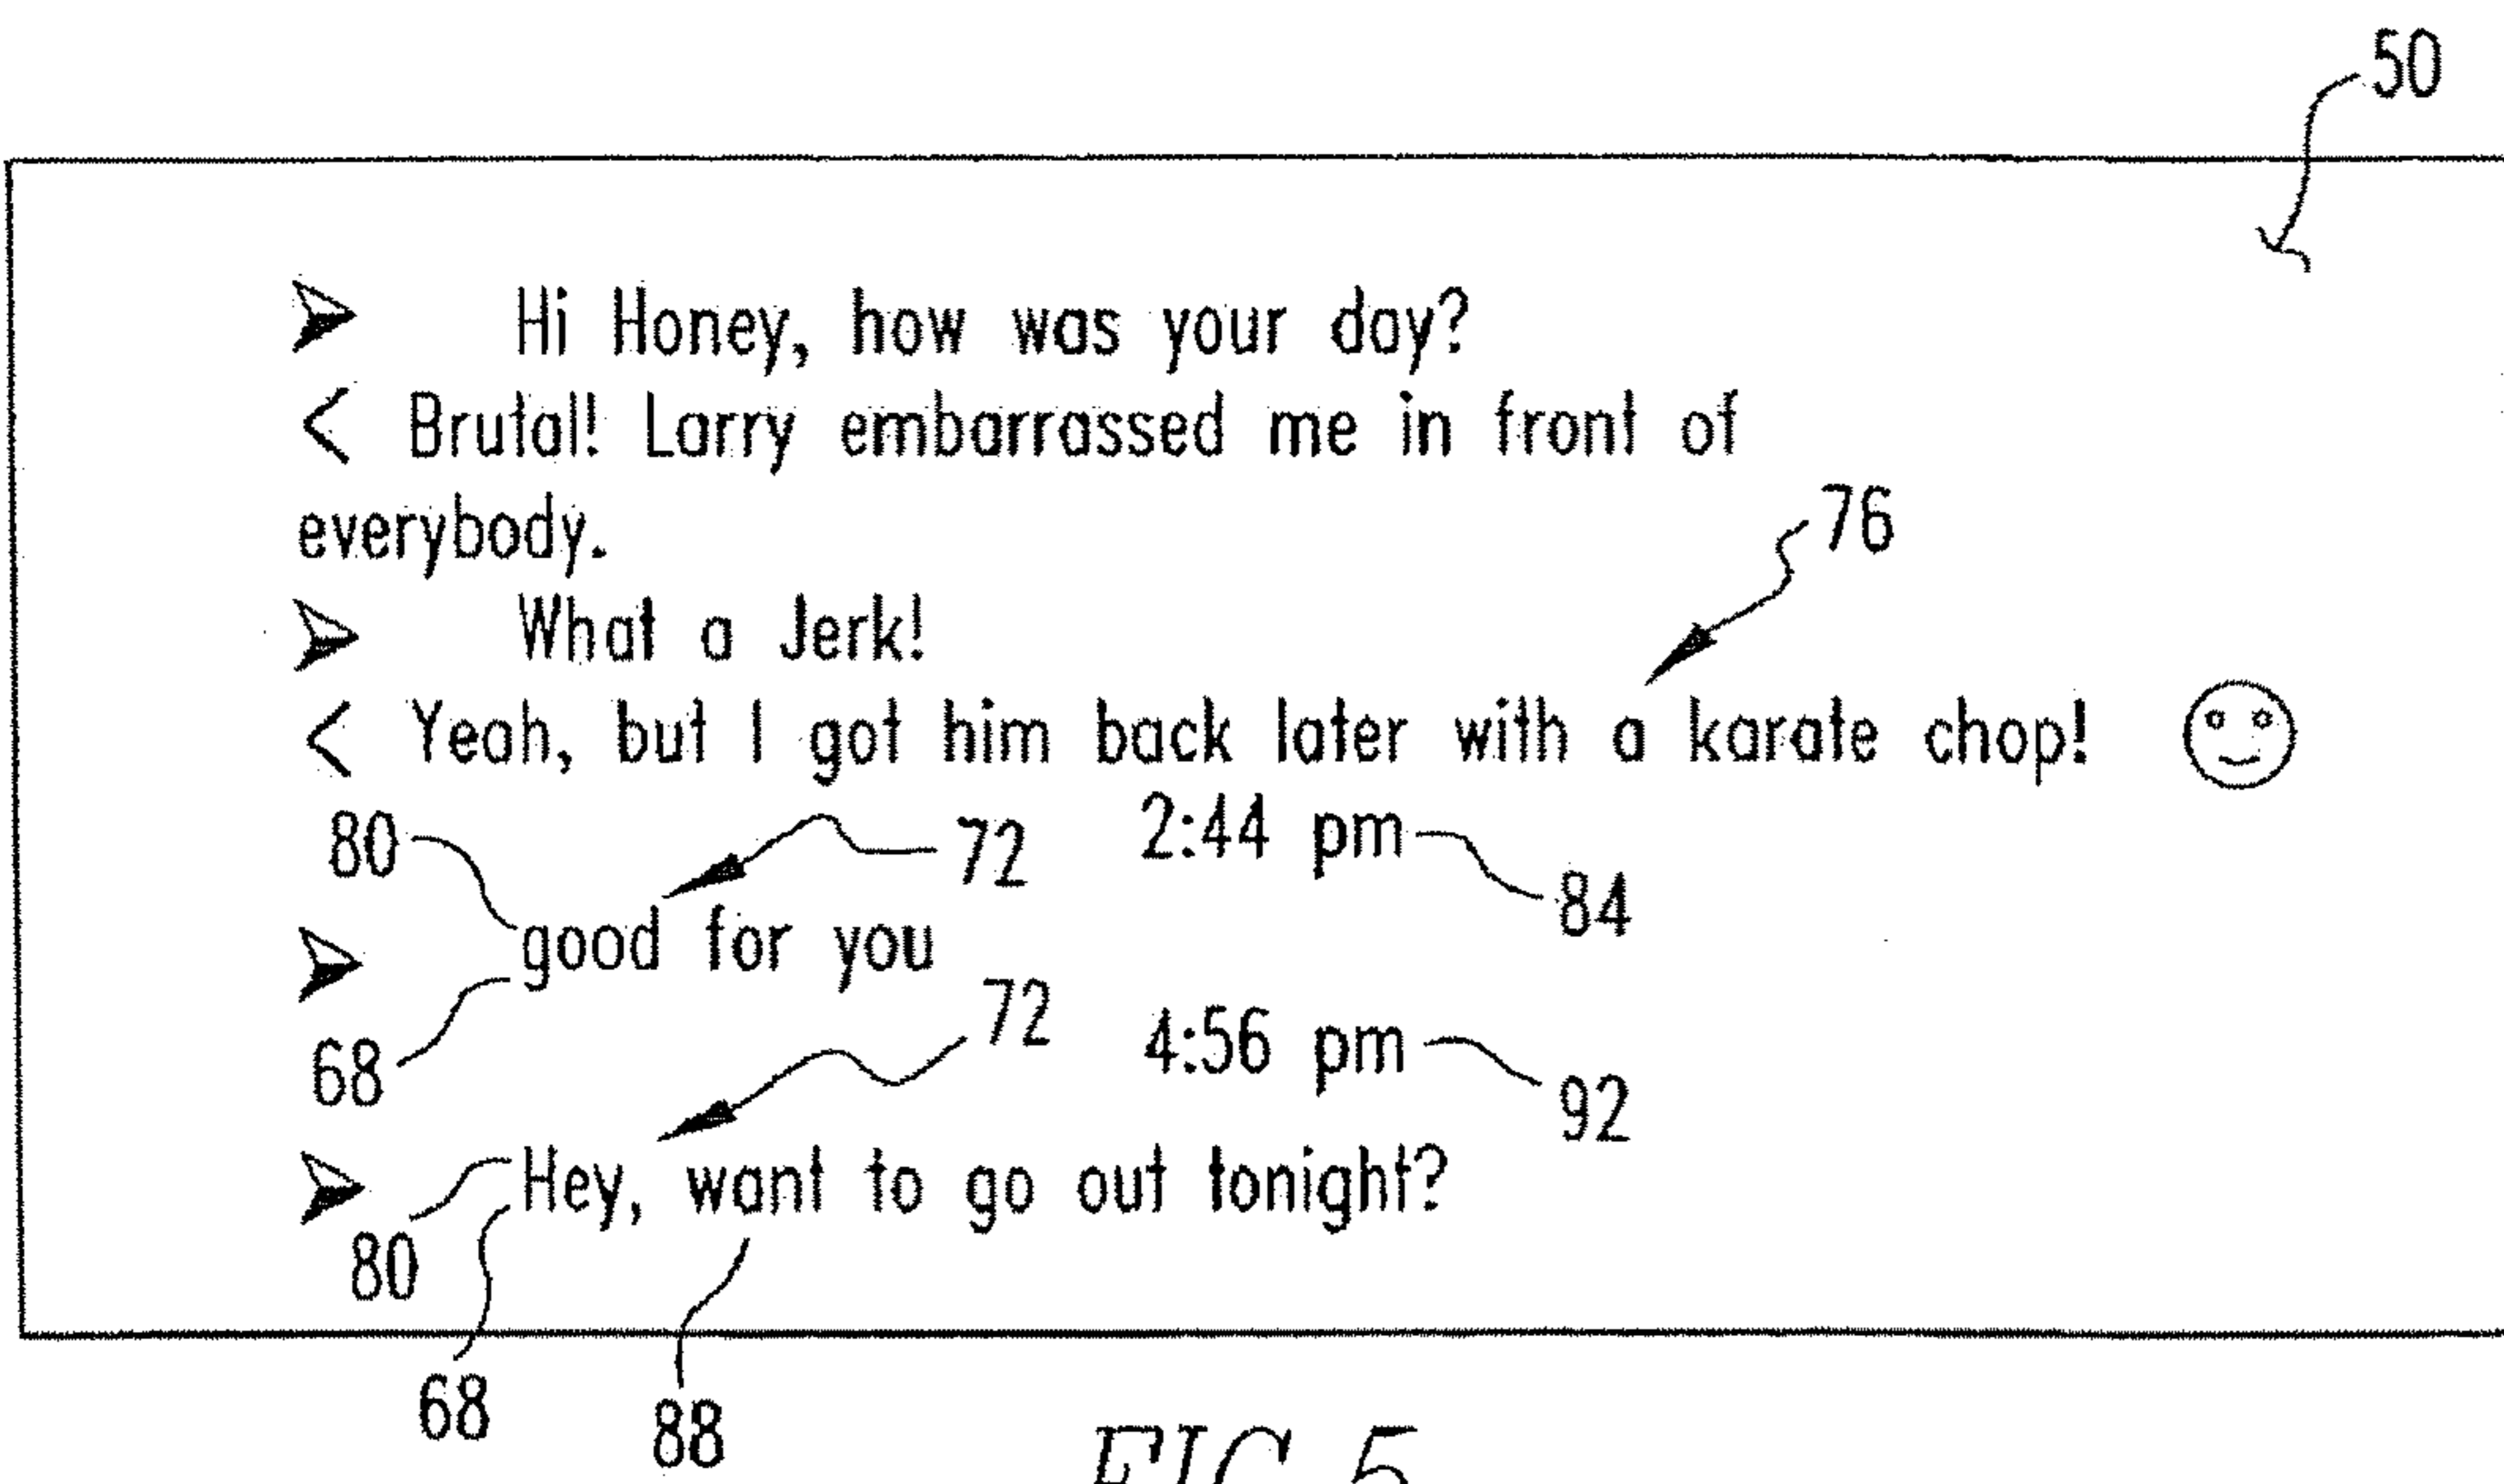 50
➢ Hi Honey, how was your day?
< Brutal! Larry embarrassed me in front of
everybody.
76
➢ What a Jerk!
< Yeah, but I got him back later with a karate chop!
80 72 2:44 pm
84
➢ good for you
72
68 4:56 pm
92
➢ Hey, want to go out tonight?
80
68 88
FIG. 5